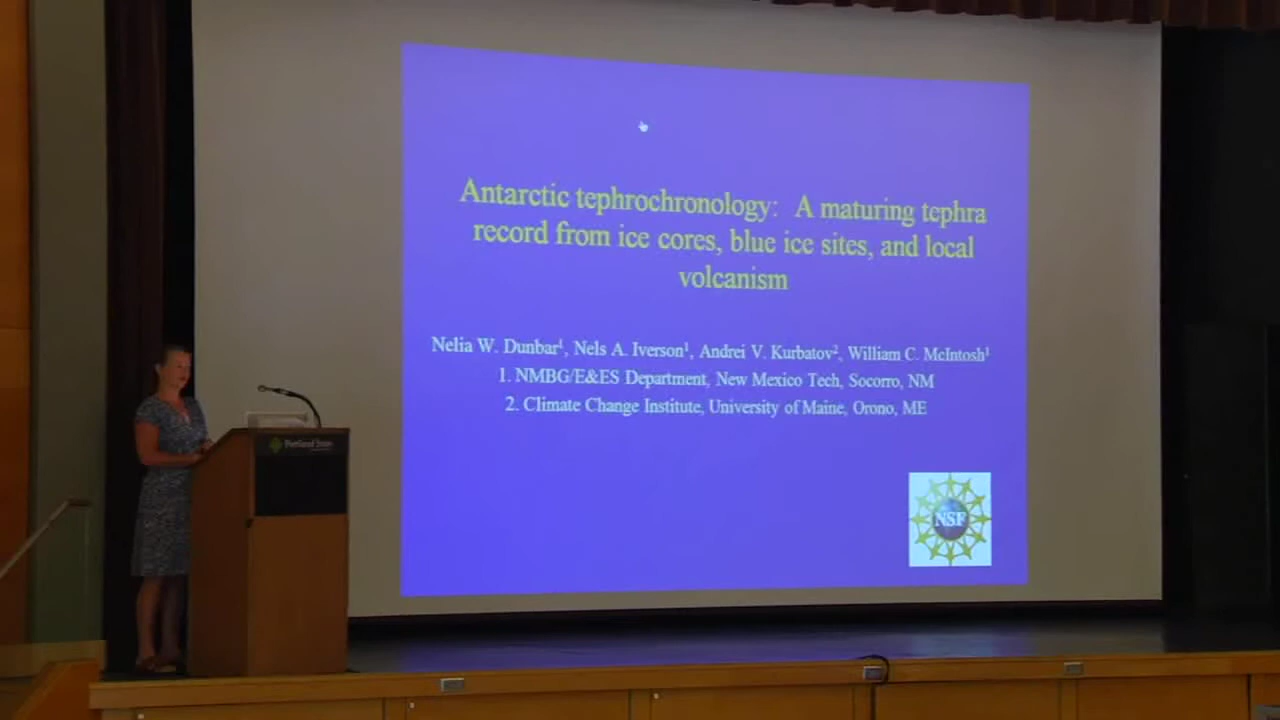 Antarctic tephrochronology: A maturing tephra
record from ice cores, blue ice sites, and local
volcanism
Nelia W. Dunbar¹, Nels A. Iverson¹, Andrei V. Kurbatov², William C. McIntosh¹
1. NMBG/E&ES Department, New Mexico Tech, Socorro, NM
2. Climate Change Institute, University of Maine, Orono, ME
NSF
Portland State